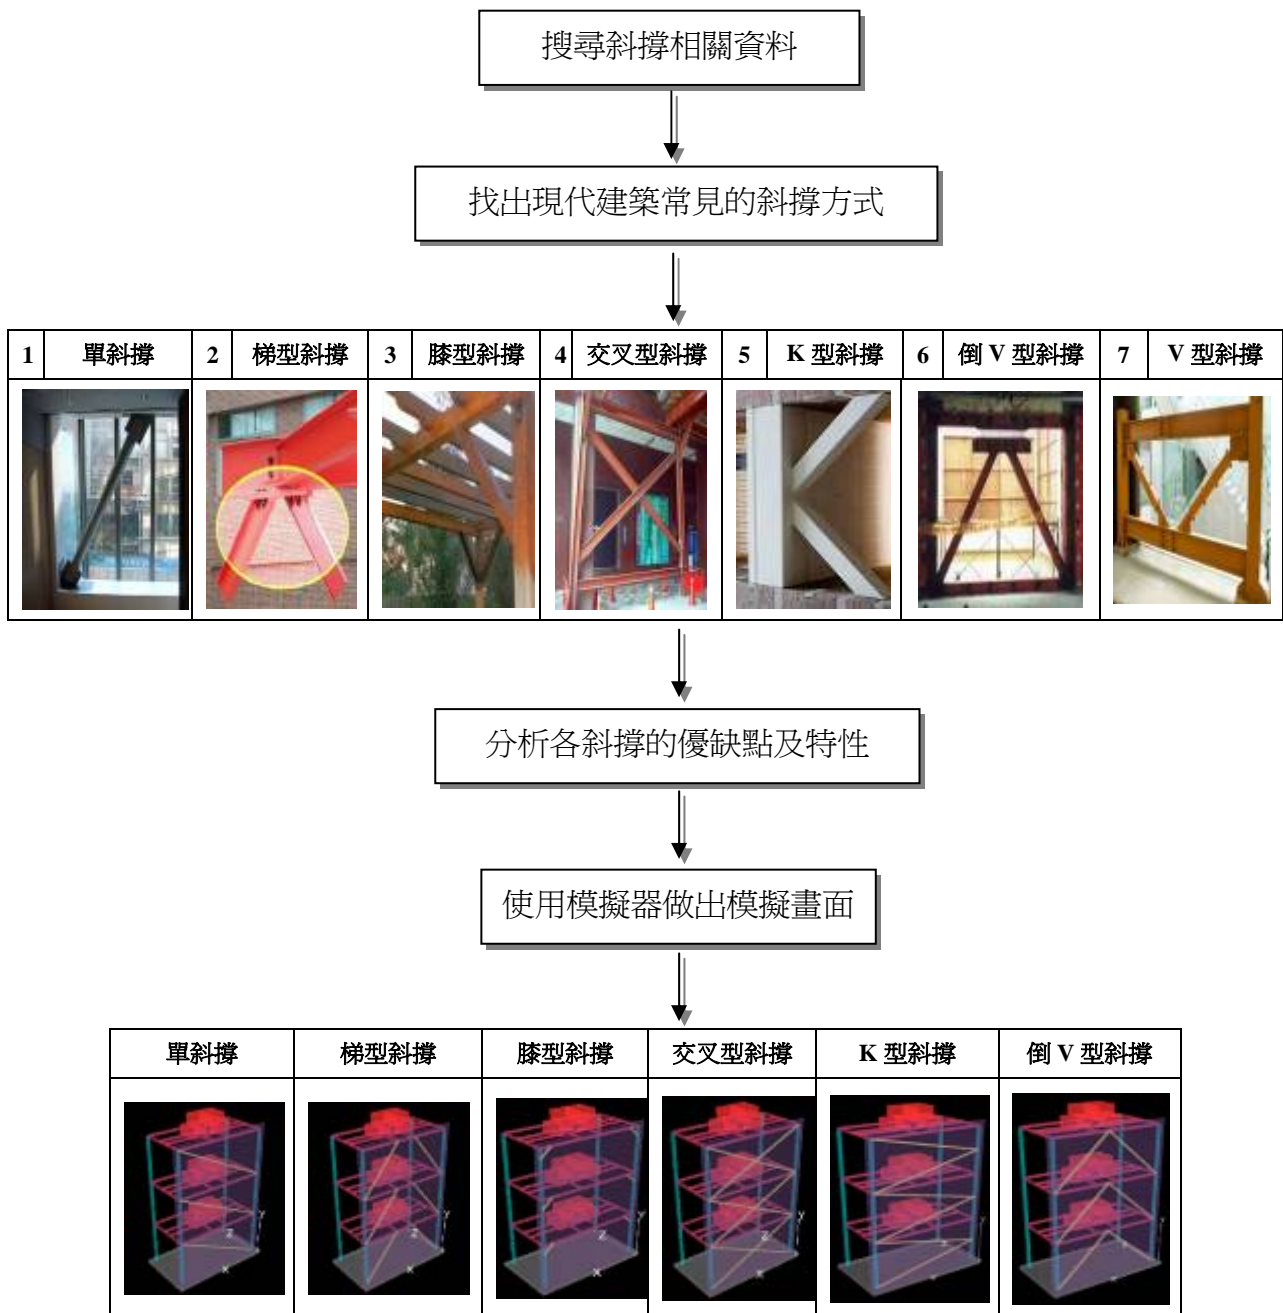 搜尋斜撐相關資料
找出現代建築常見的斜撐方式
1 單斜撐 2 梯型斜撐 3 膝型斜撐 4 交叉型斜撐 5 K 型斜撐 6 倒 V 型斜撐 7 V 型斜撐
分析各斜撐的優缺點及特性
使用模擬器做出模擬畫面
單斜撐 梯型斜撐 膝型斜撐 交叉型斜撐 K 型斜撐 倒 V 型斜撐
Z Y X
Z Y X
Z Y X
Z Y X